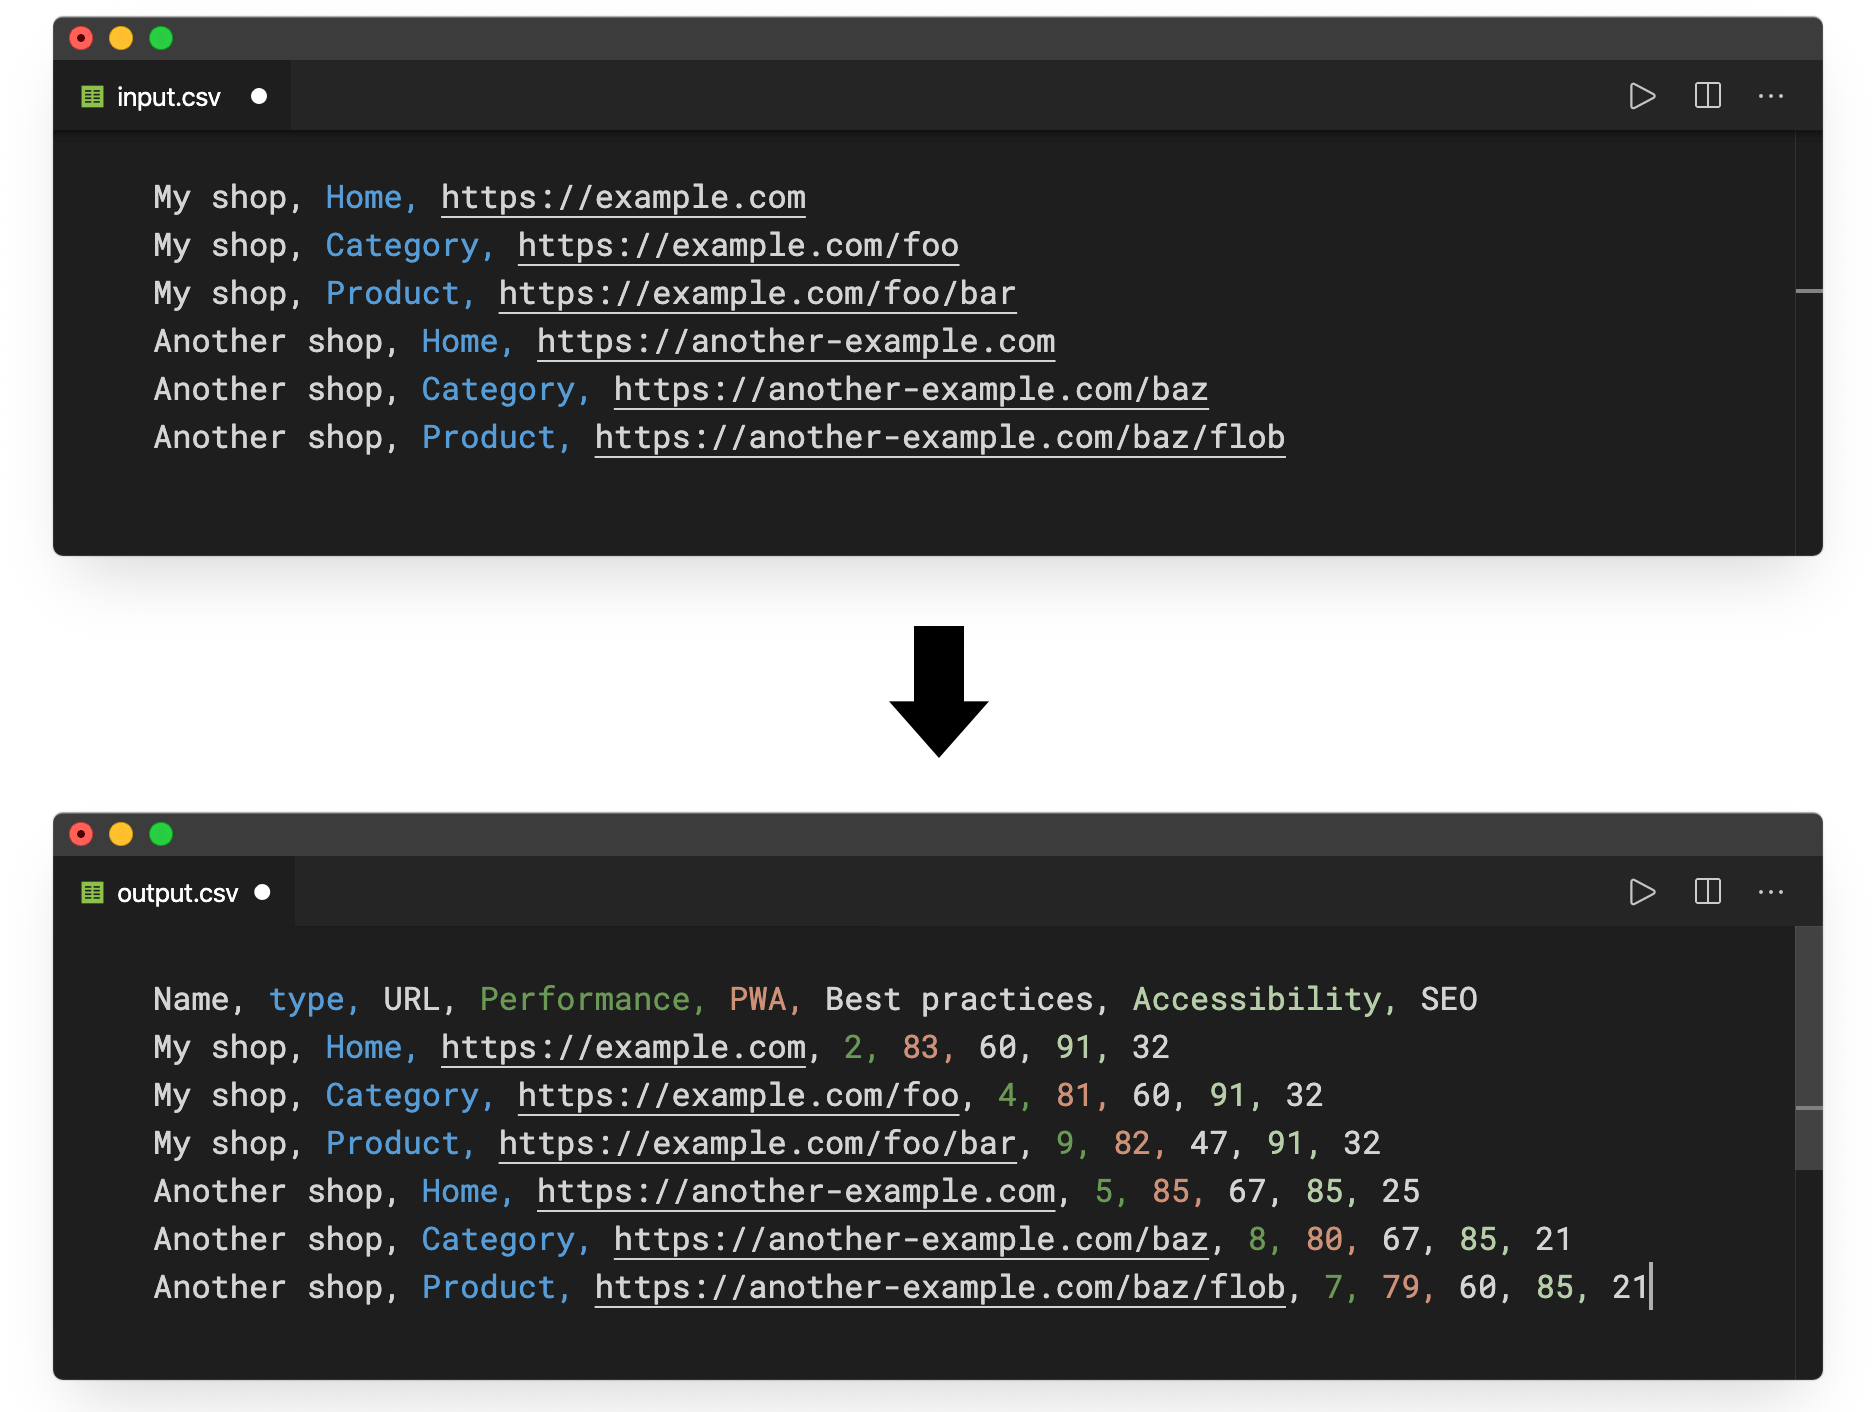 input.csv
My shop, Home, https://example.com
My shop, Category, https://example.com/foo
My shop, Product, https://example.com/foo/bar
Another shop, Home, https://another-example.com
Another shop, Category, https://another-example.com/baz
Another shop, Product, https://another-example.com/baz/flob
output.csv
Name, type, URL, Performance, PWA, Best practices, Accessibility, SEO
My shop, Home, https://example.com, 2, 83, 60, 91, 32
My shop, Category, https://example.com/foo, 4, 81, 60, 91, 32
My shop, Product, https://example.com/foo/bar, 9, 82, 47, 91, 32
Another shop, Home, https://another-example.com, 5, 85, 67, 85, 25
Another shop, Category, https://another-example.com/baz, 8, 80, 67, 85, 21
Another shop, Product, https://another-example.com/baz/flob, 7, 79, 60, 85, 21